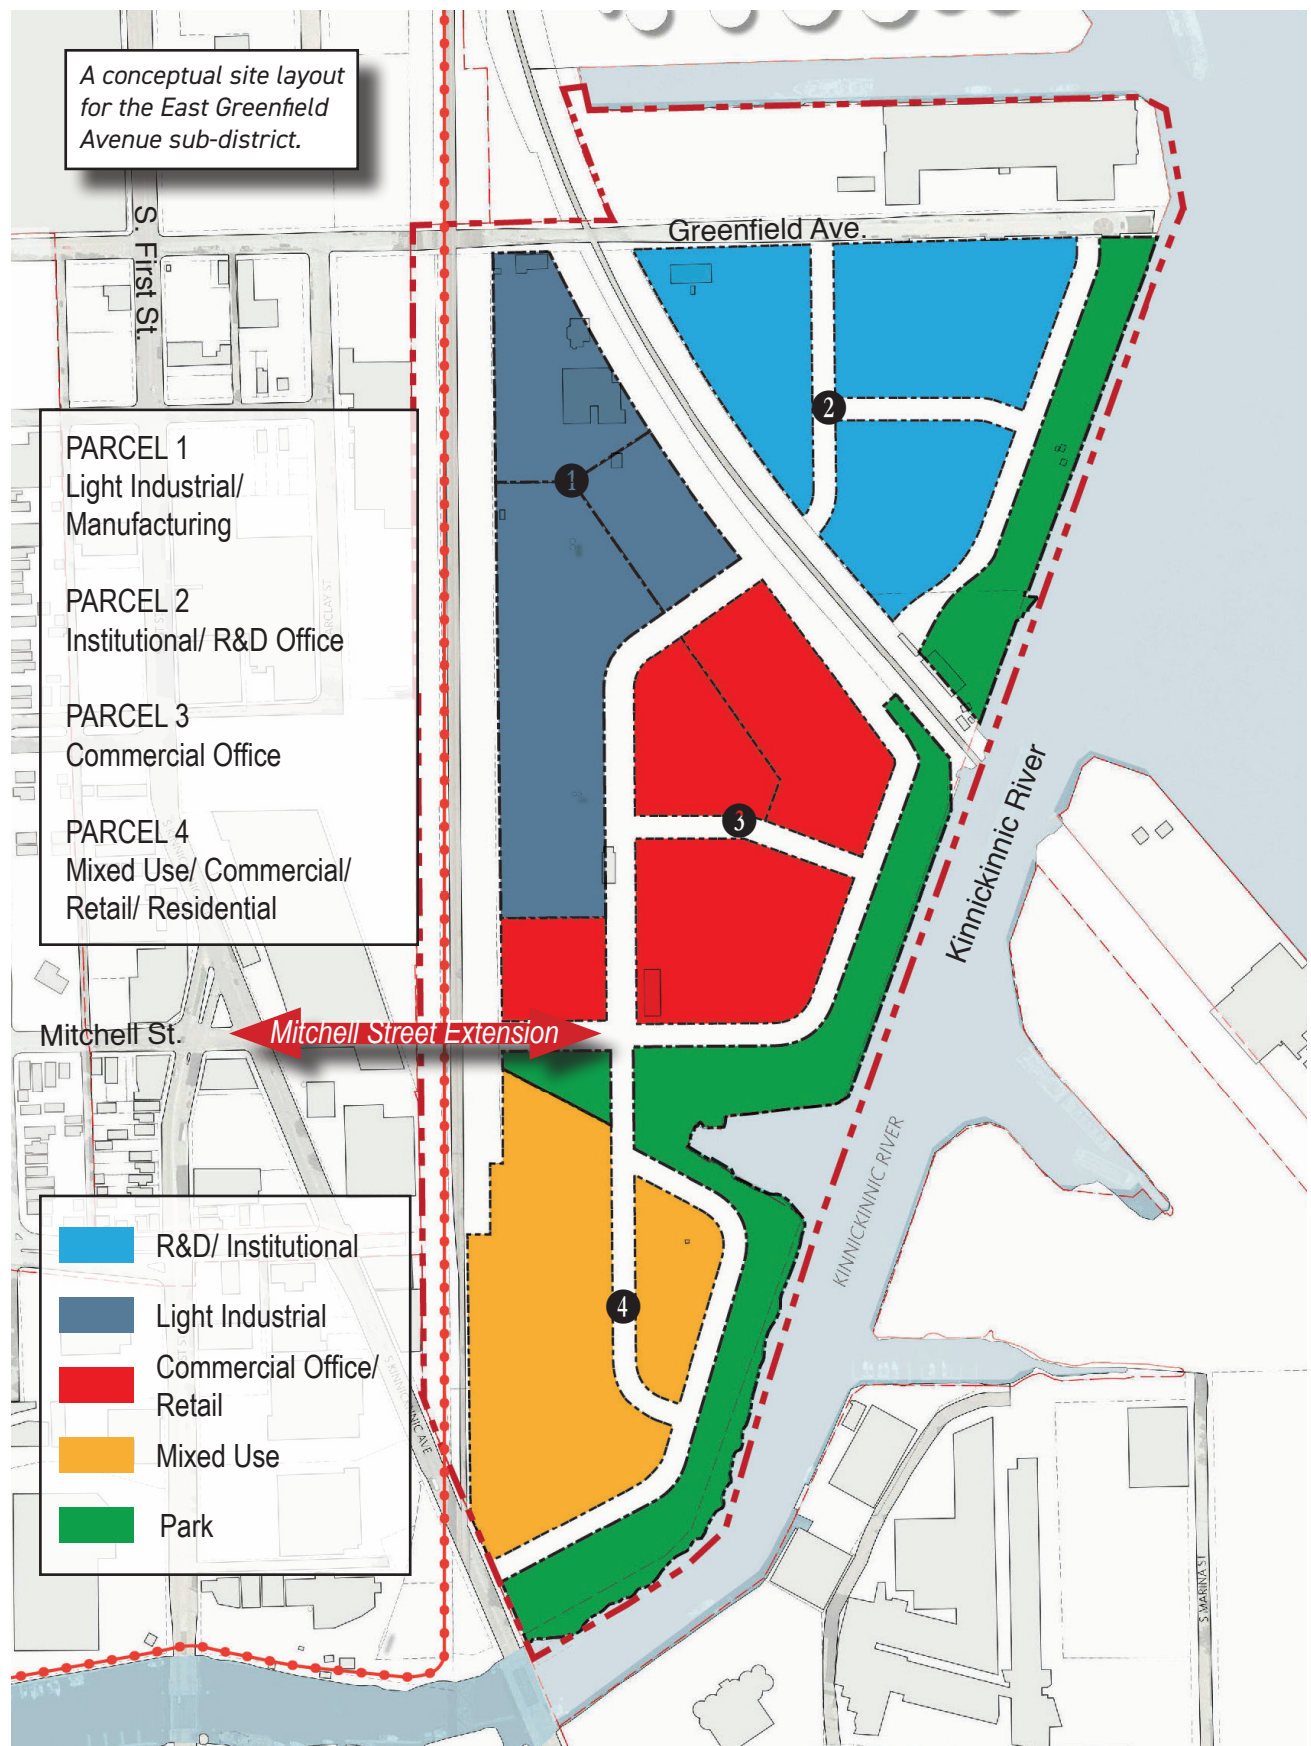 A conceptual site layout
for the East Greenfield
Avenue sub-district.
S. First St.
Greenfield Ave.
PARCEL 1
Light Industrial/
Manufacturing
PARCEL 2
Institutional/ R&D Office
PARCEL 3
Commercial Office
PARCEL 4
Mixed Use/ Commercial/
Retail/ Residential
1
2
3
4
Kinnickinnic River
Mitchell St.
Mitchell Street Extension
KINNICKINNIC RIVER
R&D/ Institutional
Light Industrial
Commercial Office/
Retail
Mixed Use
Park
S. MARINA ST